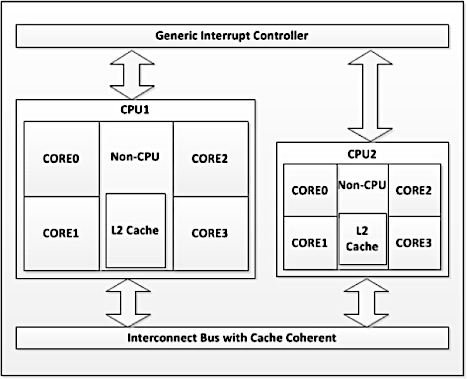 Generic Interrupt Controller
CPU1
CORE0
Non-CPU
CORE2
CORE1
L2 Cache
CORE3
CPU2
CORE0
Non-CPU
CORE2
CORE1
L2
Cache
CORE3
Interconnect Bus with Cache Coherent